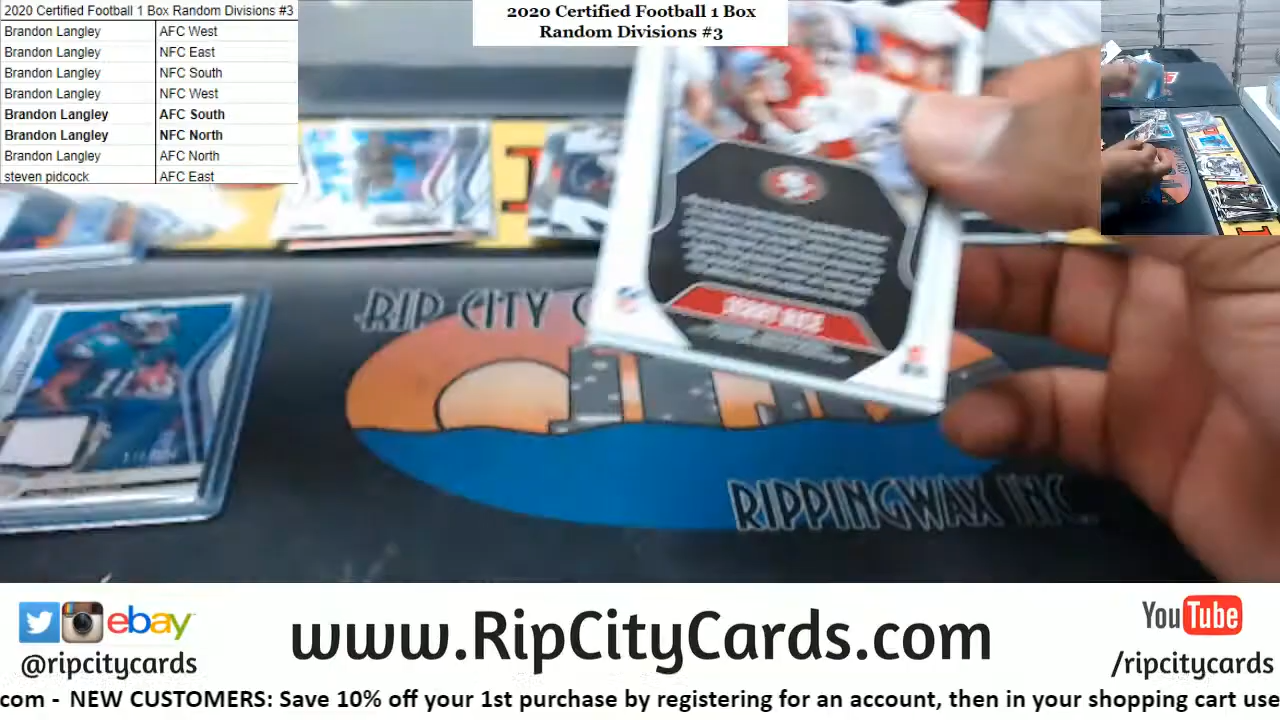 2020 Certified Football 1 Box Random Divisions #3
Brandon Langley AFC West
Brandon Langley NFC East
Brandon Langley NFC South
Brandon Langley NFC West
Brandon Langley AFC South
Brandon Langley NFC North
Brandon Langley AFC North
steven pidcock AFC East
2020 Certified Football 1 Box
Random Divisions #3
RIP CITY
RIPPINGWAX INC.
ebay
@ripcitycards
www.RipCityCards.com
YouTube
/ripcitycards
com - NEW CUSTOMERS: Save 10% off your 1st purchase by registering for an account, then in your shopping cart use